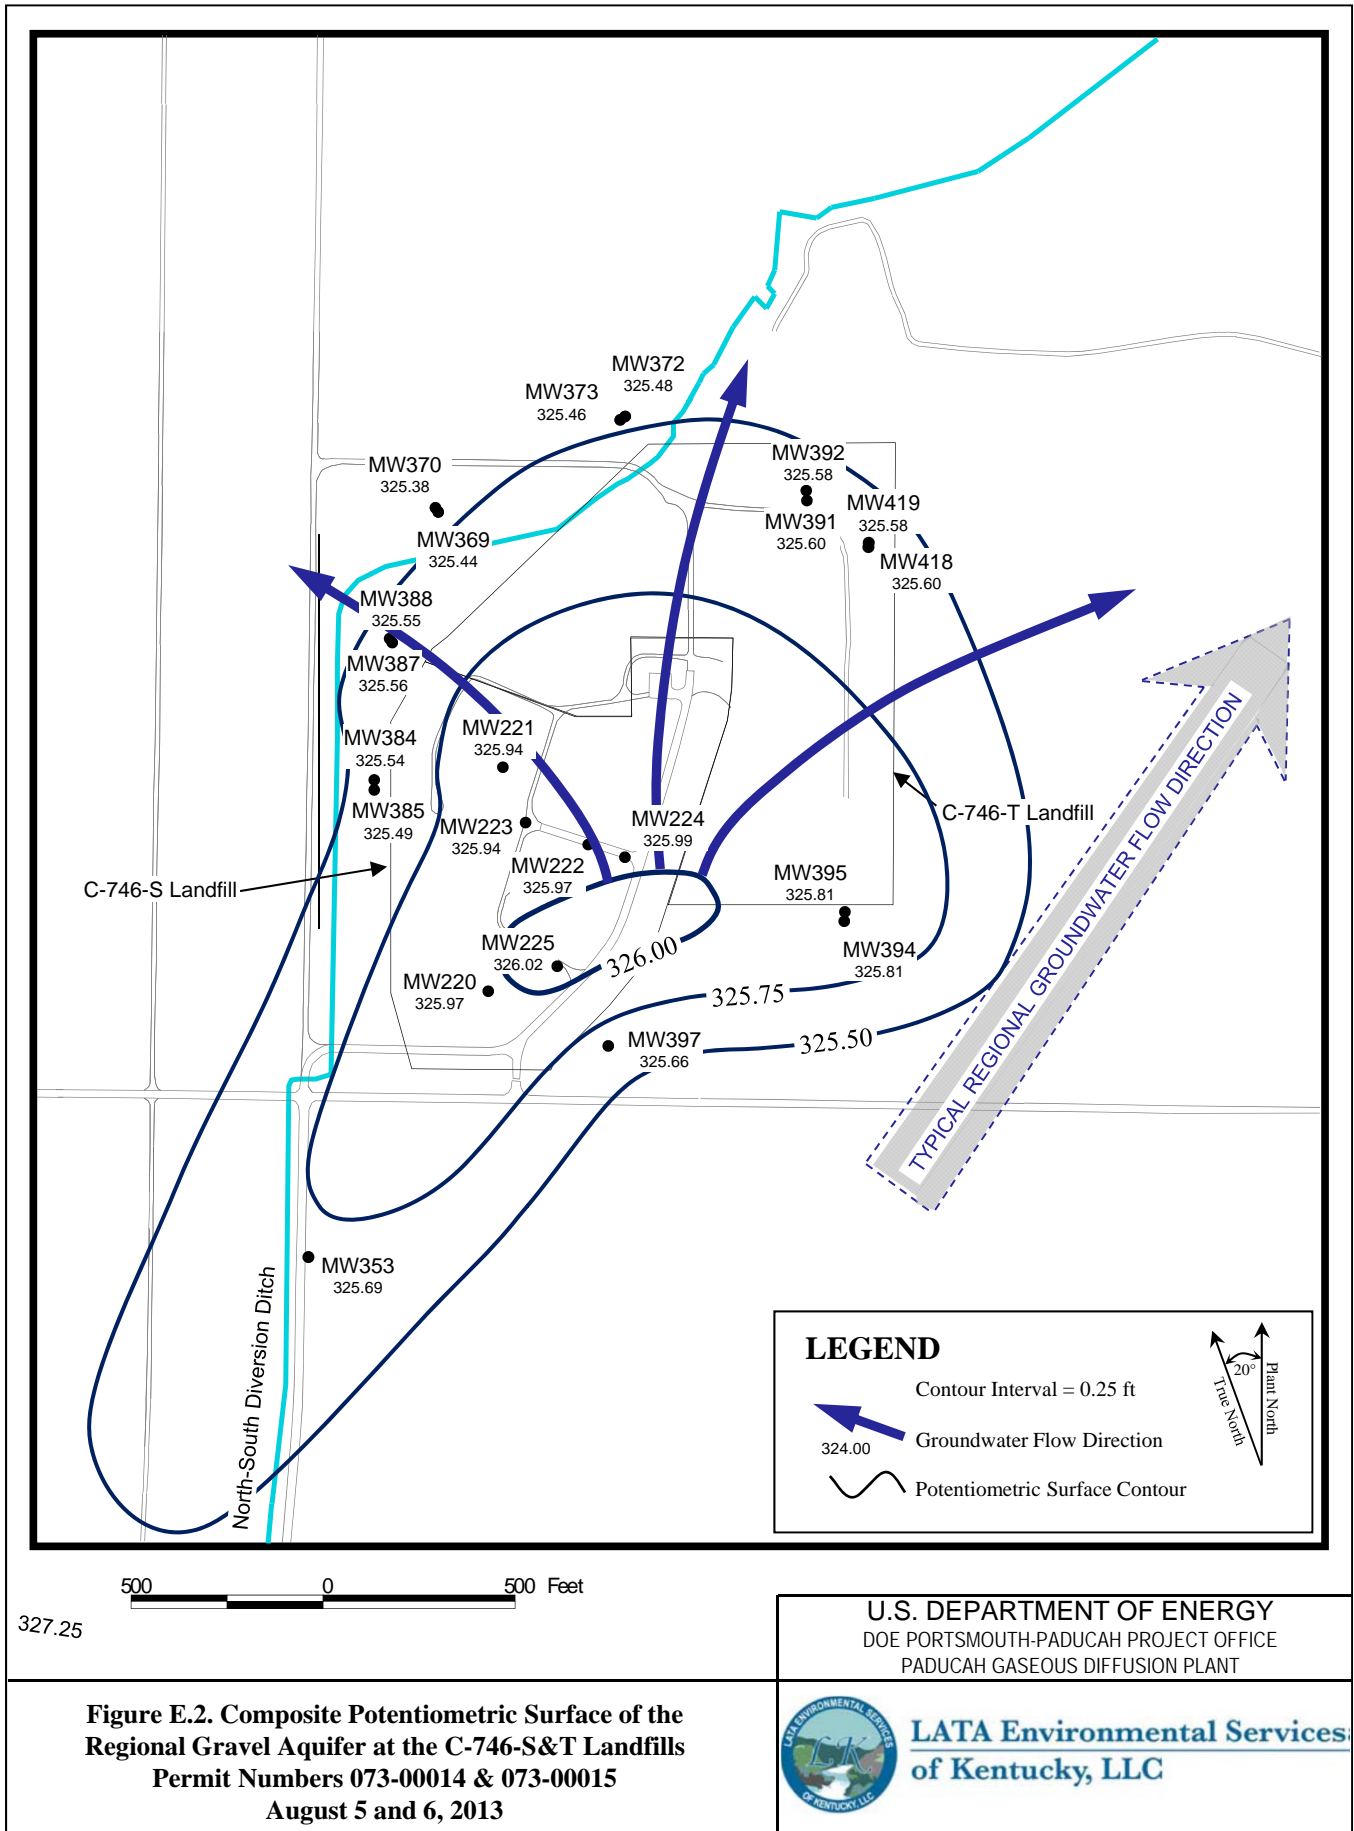 MW372
325.48
MW373
325.46
MW370
325.38
MW392
325.58
MW369
325.44
MW391
325.60
MW419
325.58
MW418
325.60
MW388
325.55
MW387
325.56
MW221
325.94
MW384
325.54
MW385
325.49
MW223
325.94
MW224
325.99
MW222
325.97
C-746-T Landfill
C-746-S Landfill
MW395
325.81
MW225
326.02
MW394
325.81
MW220
325.97
326.00
325.75
325.50
MW397
325.66
TYPICAL REGIONAL GROUNDWATER FLOW DIRECTION
MW353
325.69
North-South Diversion Ditch
LEGEND
Contour Interval = 0.25 ft
324.00
Groundwater Flow Direction
Potentiometric Surface Contour
20°
True North
Plant North
500 0 500 Feet
327.25
U.S. DEPARTMENT OF ENERGY
DOE PORTSMOUTH-PADUCAH PROJECT OFFICE
PADUCAH GASEOUS DIFFUSION PLANT
Figure E.2. Composite Potentiometric Surface of the
Regional Gravel Aquifer at the C-746-S&T Landfills
Permit Numbers 073-00014 & 073-00015
August 5 and 6, 2013
LATA ENVIRONMENTAL SERVICES
LK
OF KENTUCKY, LLC
LATA Environmental Services
of Kentucky, LLC